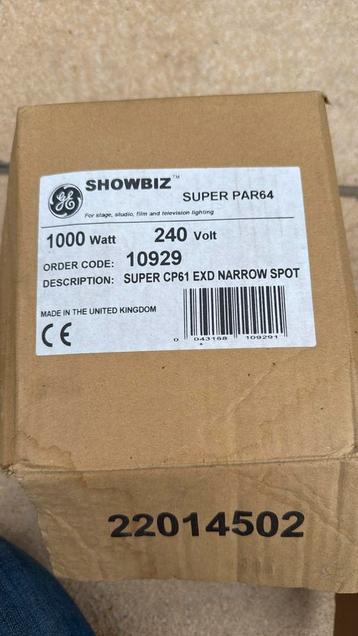 GE
SHOWBIZ™
SUPER PAR64
For stage, studio, film and television lighting
1000 Watt 240 Volt
ORDER CODE: 10929
DESCRIPTION: SUPER CP61 EXD NARROW SPOT
MADE IN THE UNITED KINGDOM
CE
0 043168 109291
22014502